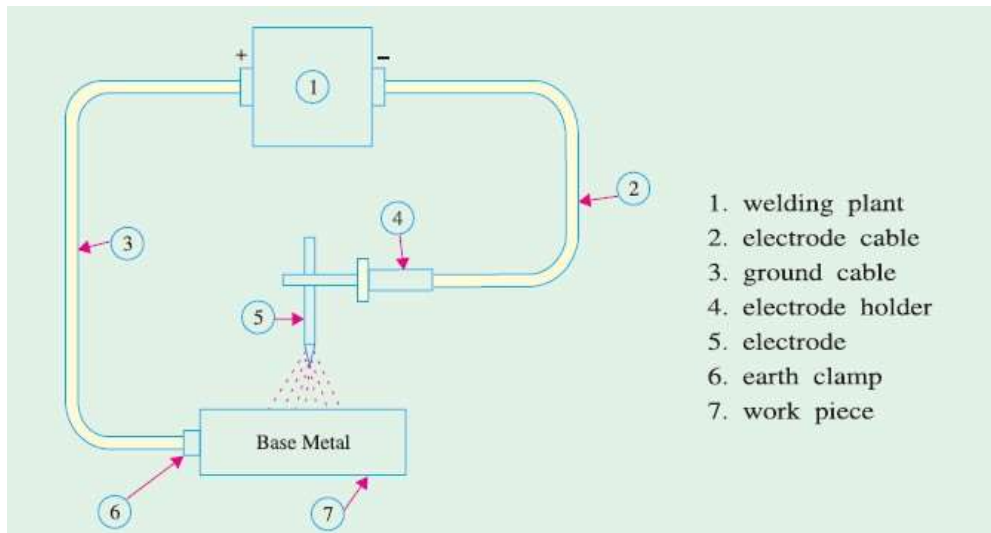 +
−
1
2
3
4
5
6
7
Base Metal
1. welding plant
2. electrode cable
3. ground cable
4. electrode holder
5. electrode
6. earth clamp
7. work piece